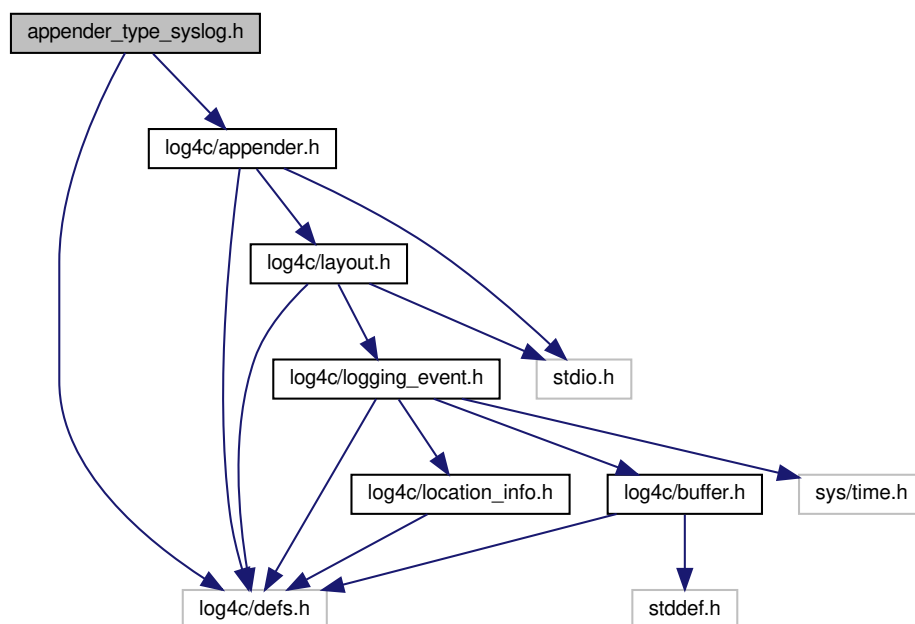 appender_type_syslog.h
log4c/appender.h
log4c/layout.h
log4c/logging_event.h
stdio.h
log4c/location_info.h
log4c/buffer.h
sys/time.h
log4c/defs.h
stddef.h